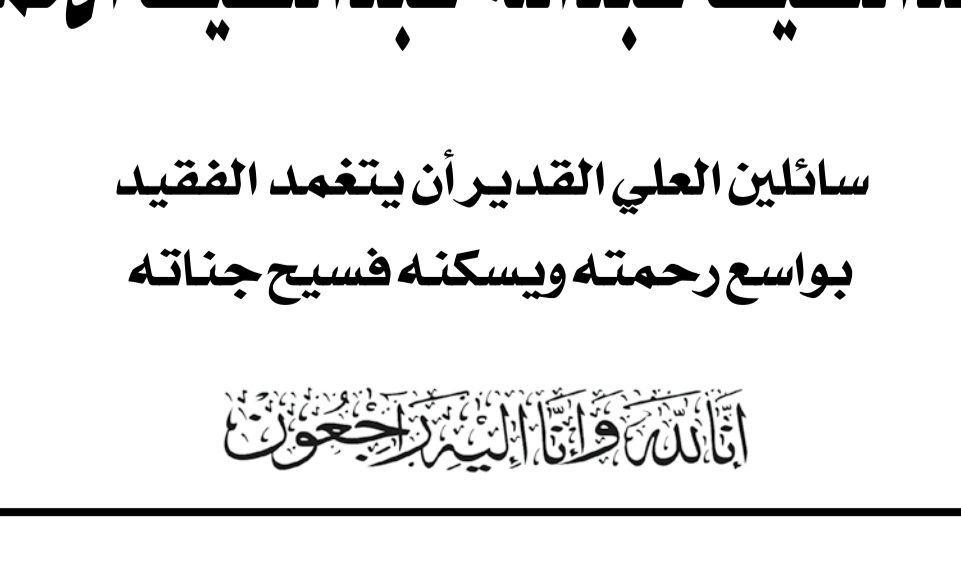 سائلين العلي القدير أن يتغمد الفقيد
بواسع رحمته ويسكنه فسيح جناته
إنا لله وإنا إليه راجعون